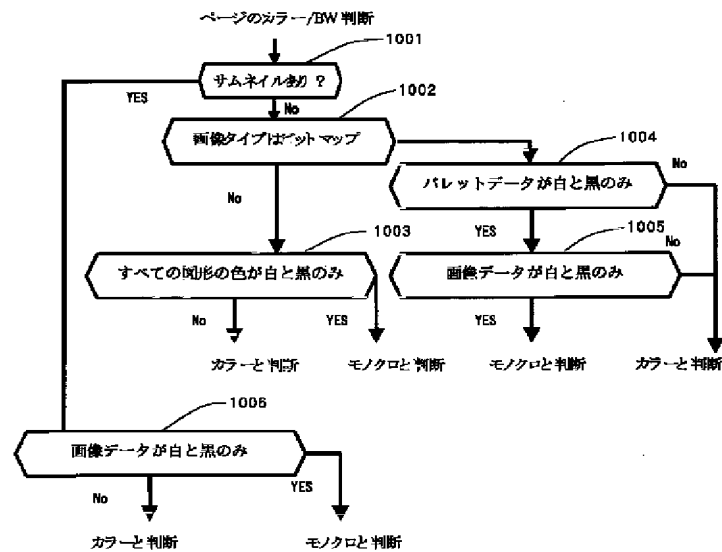 ページのカラー/BW判断
1001
サムネイルあり？
YES
No
1002
画像タイプはビットマップ
1004
No
パレットデータが白と黒のみ
No
1003
YES
1005
すべての図形の色が白と黒のみ
画像データが白と黒のみ
No
No
YES
YES
カラーと判断
モノクロと判断
モノクロと判断
カラーと判断
1006
画像データが白と黒のみ
No
YES
カラーと判断
モノクロと判断